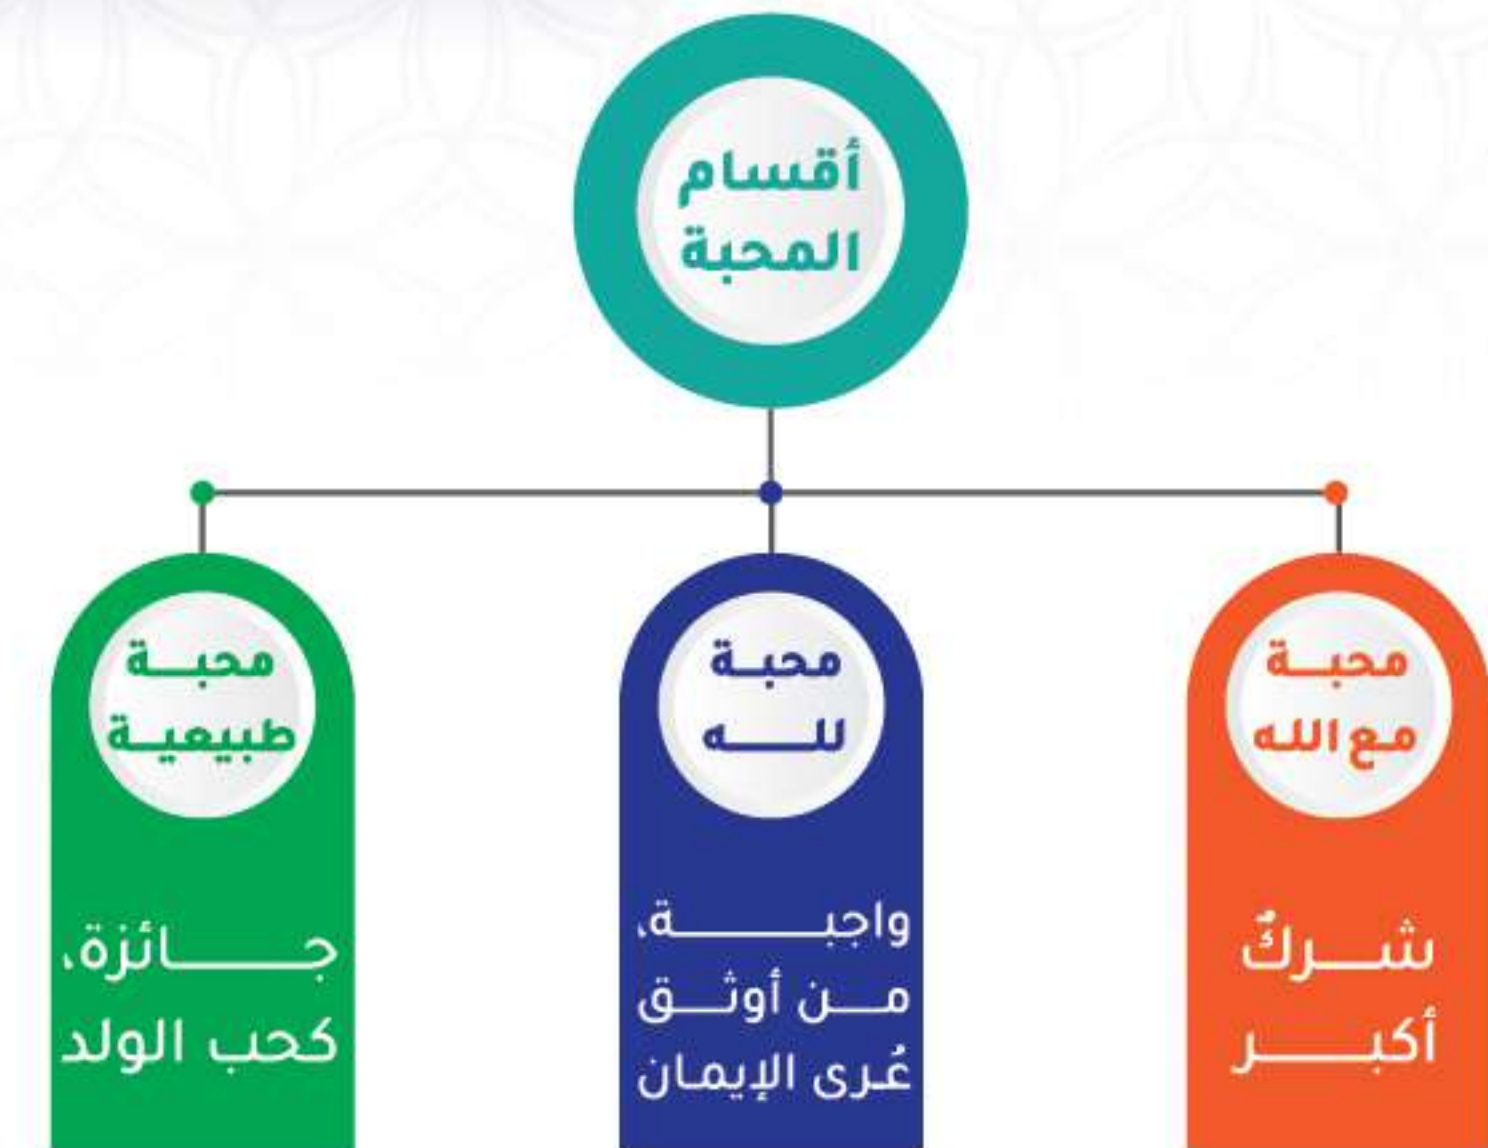 أقسام
المحبة
محبة
مع الله
شركٌ
أكبر
محبة
لله
واجبة،
من أوثق
عُرى الإيمان
محبة
طبيعية
جائزة،
كحب الولد